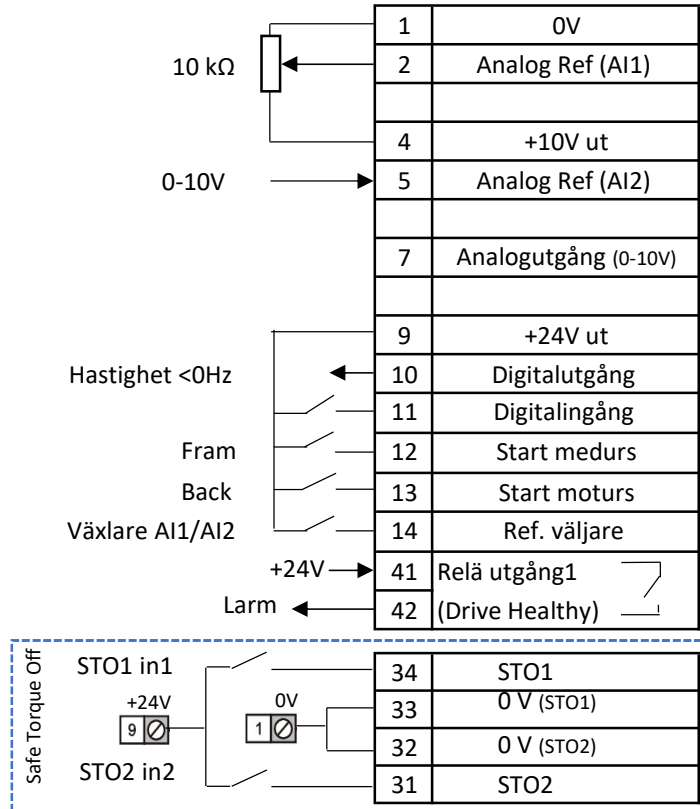 1 0V
10 kΩ 2 Analog Ref (AI1)
4 +10V ut
0-10V 5 Analog Ref (AI2)
7 Analogutgång (0-10V)
9 +24V ut
Hastighet <0Hz 10 Digitalutgång
11 Digitalingång
Fram 12 Start medurs
Back 13 Start moturs
Växlare AI1/AI2 14 Ref. väljare
+24V 41 Relä utgång1
Larm 42 (Drive Healthy)
Safe Torque Off
STO1 in1 34 STO1
+24V 0V 33 0 V (STO1)
9 1 32 0 V (STO2)
STO2 in2 31 STO2